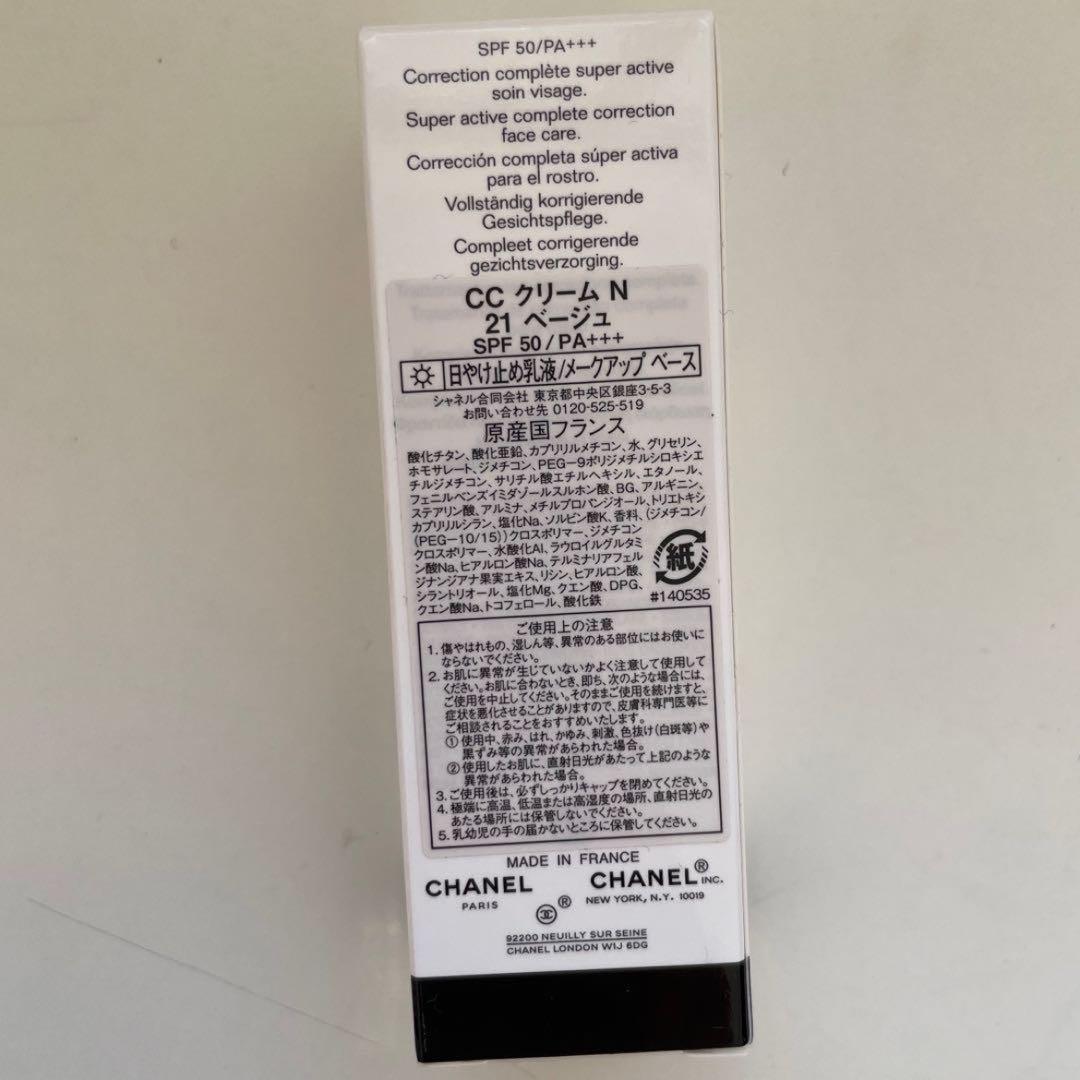 SPF 50/PA+++
Correction complète super active
soin visage.
Super active complete correction
face care.
Corrección completa súper activa
para el rostro.
Vollständig korrigierende
Gesichtspflege.
Compleet corrigerende
gezichtsverzorging.
CC クリーム N
21 ベージュ
SPF 50/PA+++
日やけ止め乳液/メークアップ ベース
シャネル合同会社 東京都中央区銀座3-5-3
お問い合わせ先 0120-525-519
原産国フランス
酸化チタン、酸化亜鉛、カプリリルメチコン、水、グリセリン、
ホモサレート、ジメチコン、PEG-9ポリジメチルシロキシエ
チルジメチコン、サリチル酸エチルヘキシル、エタノール、
フェニルベンズイミダゾールスルホン酸、BG、アルギニン、
ステアリン酸、アルミナ、メチルプロパンジオール、トリエトキシ
カプリリルシラン、塩化Na、ソルビン酸K、香料、(ジメチコン/
(PEG-10/15))クロスポリマー、ジメチコン
クロスポリマー、水酸化Al、ラウロイルグルタミ
ン酸Na、ヒアルロン酸Na、テルミナリアフェル
ジナンジアナ果実エキス、リシン、ヒアルロン酸、
シラントリオール、塩化Mg、クエン酸、DPG、
クエン酸Na、トコフェロール、酸化鉄
紙
#140535
ご使用上の注意
1. 傷やはれもの、湿しん等、異常のある部位にはお使いに
ならないでください。
2. お肌に異常が生じていないかよく注意して使用して
ください。お肌に合わないとき、即ち、次のような場合には、
ご使用を中止してください。そのままご使用を続けますと、
症状を悪化させることがありますので、皮膚科専門医等に
ご相談されることをおすすめいたします。
① 使用中、赤み、はれ、かゆみ、刺激、色抜け(白斑等)や
黒ずみ等の異常があらわれた場合。
② 使用したお肌に、直射日光があたって上記のような
異常があらわれた場合。
3. ご使用後は、必ずしっかりキャップを閉めてください。
4. 極端に高温、低温または高湿度の場所、直射日光の
あたる場所には保管しないでください。
5. 乳幼児の手の届かないところに保管してください。
MADE IN FRANCE
CHANEL CHANEL® INC.
PARIS ® NEW YORK, N.Y. 10019
92200 NEUILLY SUR SEINE
CHANEL LONDON W1J 6DG